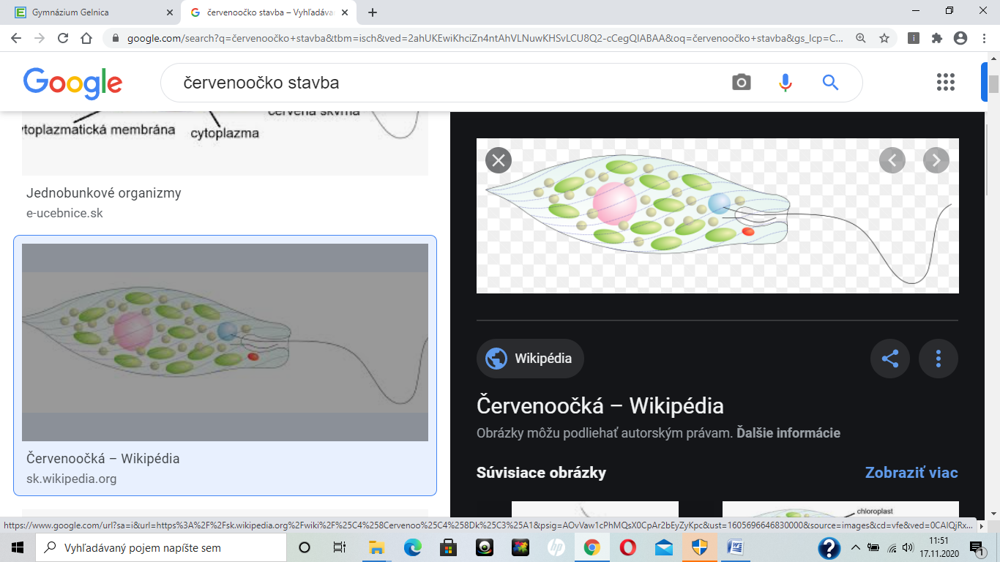 Gymnázium Gelnica
červenoočko stavba – Vyhľadáva
google.com/search?q=červenoočko+stavba&tbm=isch&ved=2ahUKEwiKhciZn4ntAhVLNuwKHSvLCU8Q2-cCegQIABAA&oq=červenoočko+stavba&gs_lcp=C...
Google
červenoočko stavba
červená škvrna
cytoplazma
Jednobunkové organizmy
e-ucebnice.sk
Červenoočká – Wikipédia
sk.wikipedia.org
Wikipédia
Červenoočká – Wikipédia
Obrázky môžu podliehať autorským právam. Ďalšie informácie
Súvisiace obrázky
Zobraziť viac
chloroplast
https://www.google.com/url?sa=i&url=https%3A%2F%2Fsk.wikipedia.org%2Fwiki%2F%25C4%258Cervenoo%25C4%258Dk%25C3%25A1&psig=AOvVaw1cPhMQsX0CpAr2bEyZyKpc&ust=1605696646830000&source=images&cd=vfe&ved=0CAIQjRx...
Vyhľadávaný pojem napíšte sem
hp
W
?
11:51
17.11.2020
1